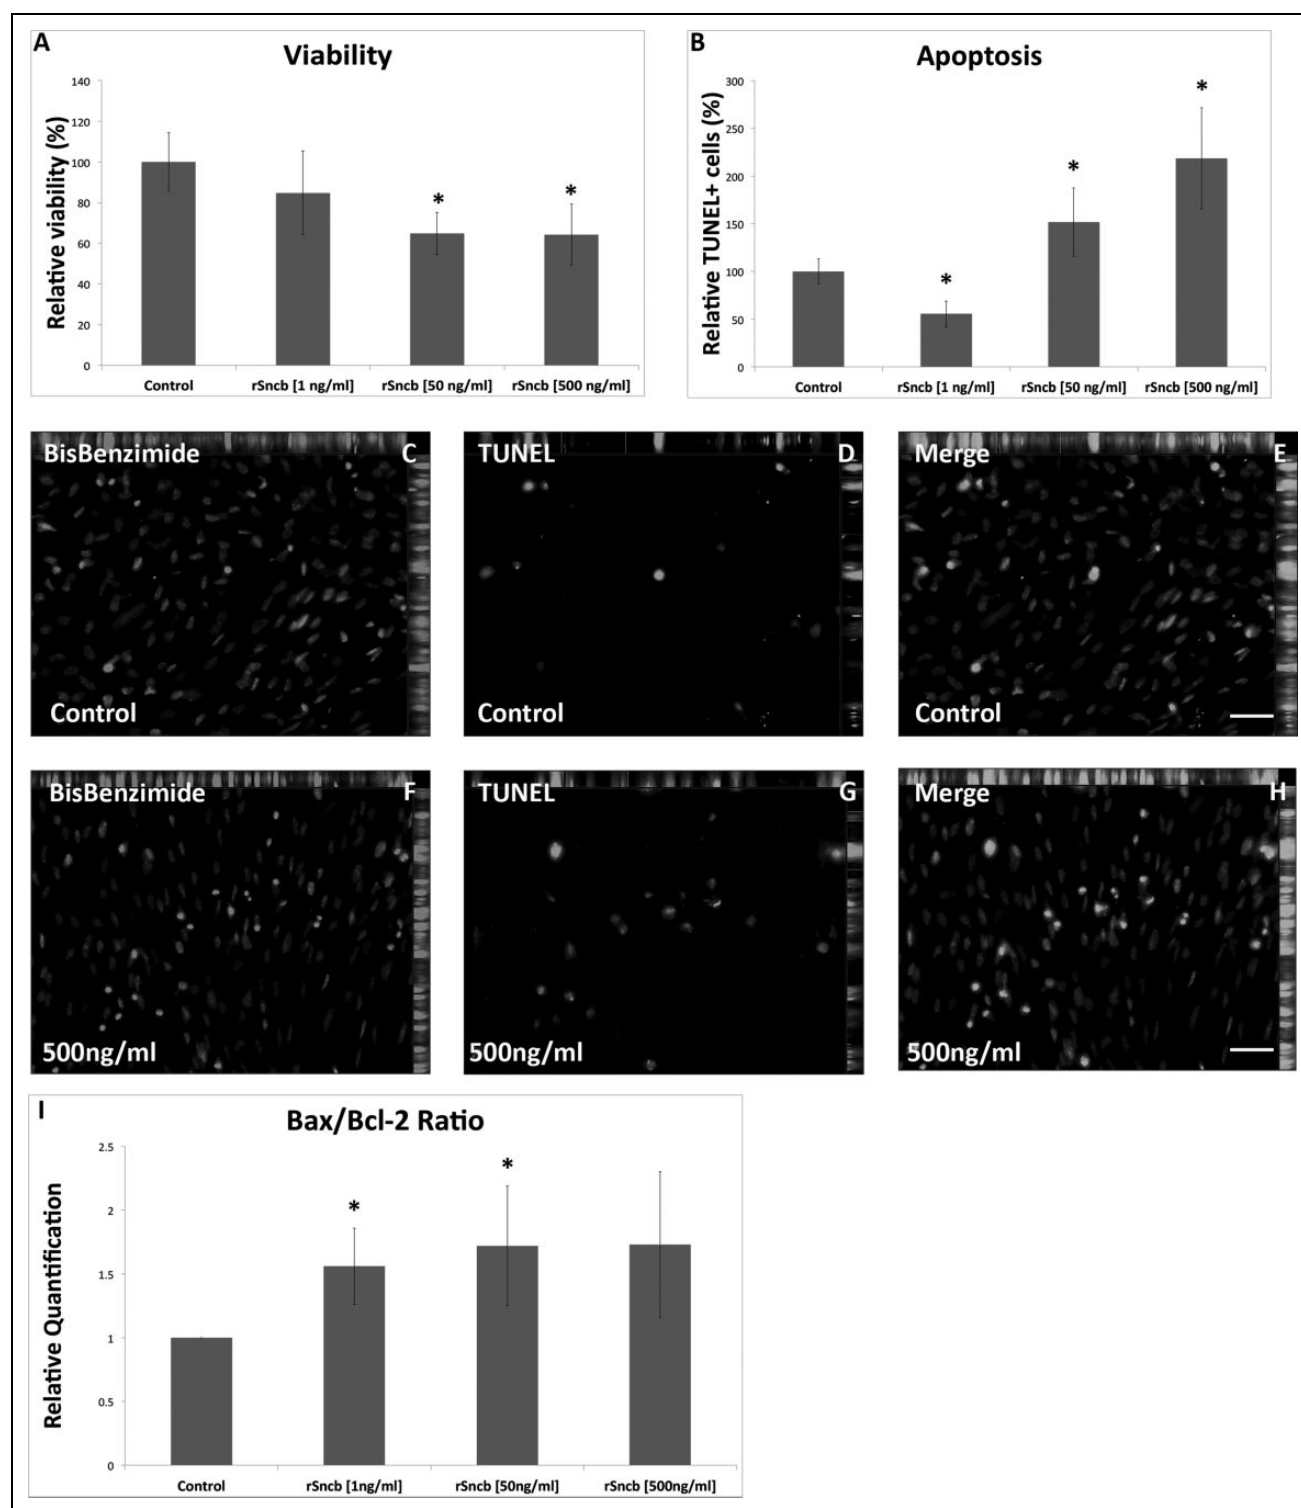 A
Viability
Relative viability (%)
140
120
100
80
60
40
20
0
*
*
Control
rSncb [1 ng/ml]
rSncb [50 ng/ml]
rSncb [500 ng/ml]
B
Apoptosis
Relative TUNEL+ cells (%)
300
250
200
150
100
50
0
*
*
*
Control
rSncb [1 ng/ml]
rSncb [50 ng/ml]
rSncb [500 ng/ml]
BisBenzimide
C
Control
TUNEL
D
Control
Merge
E
Control
BisBenzimide
F
500ng/ml
TUNEL
G
500ng/ml
Merge
H
500ng/ml
I
Bax/Bcl-2 Ratio
Relative Quantification
2.5
2
1.5
1
0.5
0
*
*
Control
rSncb [1ng/ml]
rSncb [50ng/ml]
rSncb [500ng/ml]